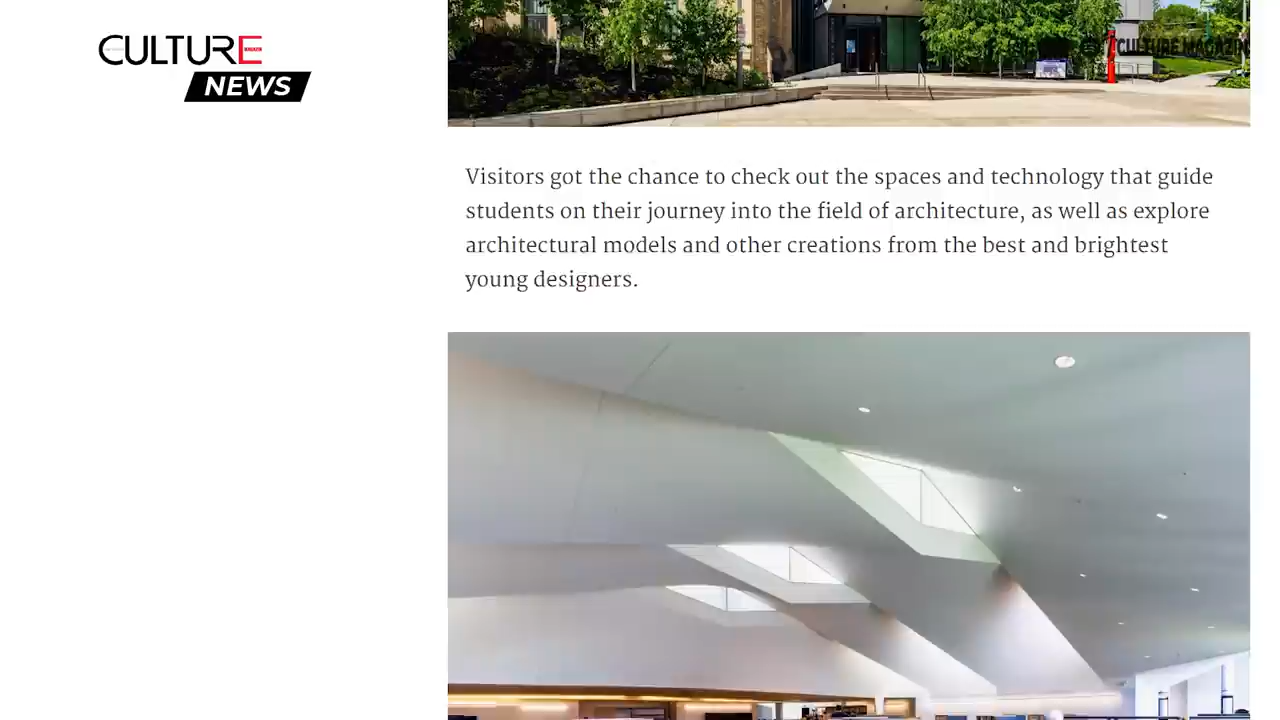 CULTURE
NEWS
CULTURE MAGAZIN
Visitors got the chance to check out the spaces and technology that guide
students on their journey into the field of architecture, as well as explore
architectural models and other creations from the best and brightest
young designers.